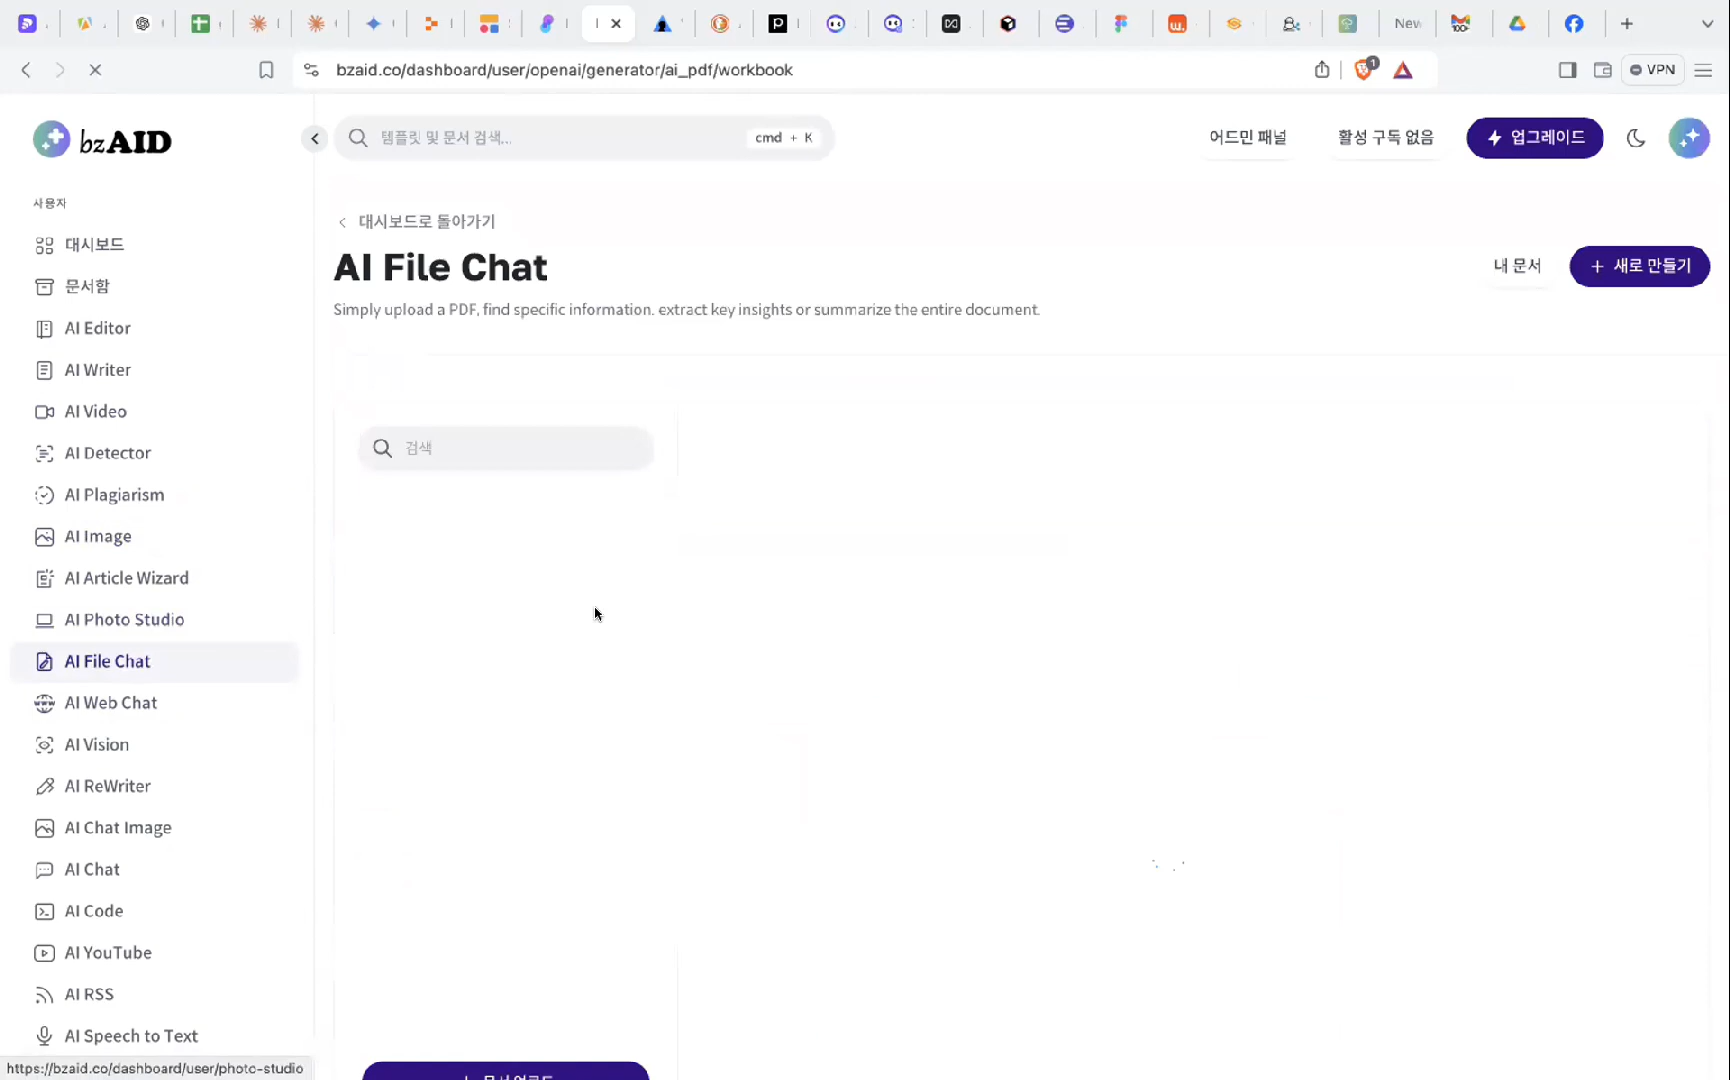 New
100+
bzaid.co/dashboard/user/openai/generator/ai_pdf/workbook
1
VPN
bzAID
템플릿 및 문서 검색...
cmd + K
어드민 패널
활성 구독 없음
업그레이드
사용자
대시보드
문서함
AI Editor
AI Writer
AI Video
AI Detector
AI Plagiarism
AI Image
AI Article Wizard
AI Photo Studio
AI File Chat
AI Web Chat
AI Vision
AI ReWriter
AI Chat Image
AI Chat
AI Code
AI YouTube
AI RSS
AI Speech to Text
대시보드로 돌아가기
AI File Chat
내 문서
+ 새로 만들기
Simply upload a PDF, find specific information. extract key insights or summarize the entire document.
검색
https://bzaid.co/dashboard/user/photo-studio